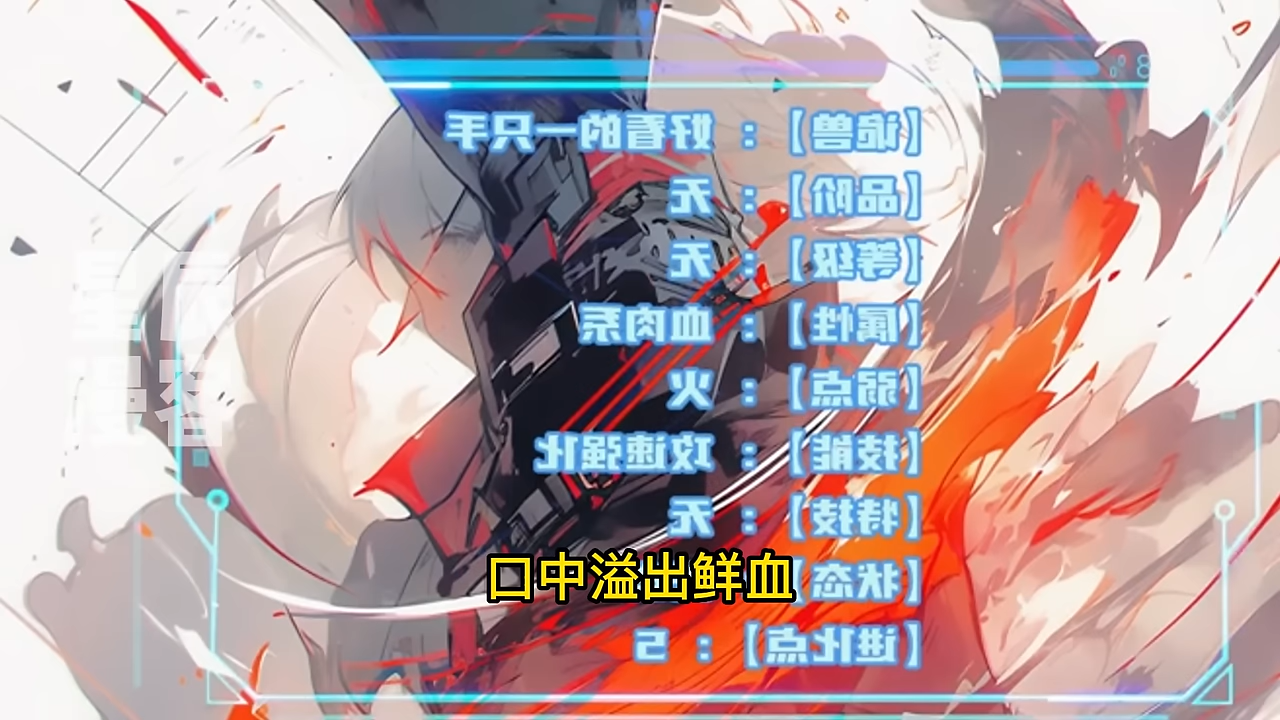 【诡兽】：好看的一只手
【品阶】：无
【等级】：无
【属性】：血肉系
【弱点】：火
【技能】：攻速强化
【特技】：无
【状态】
口中溢出鲜血
【进化点】：5